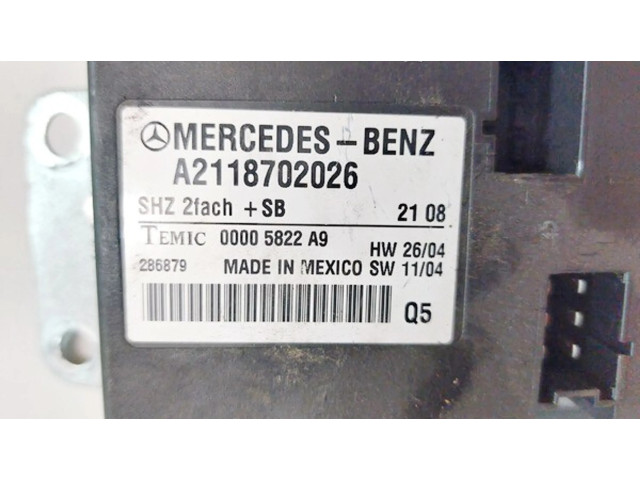 MERCEDES-BENZ
A2118702026
SHZ 2fach + SB 21 08
TEMIC 0000 5822 A9 HW 26/04
286879 MADE IN MEXICO SW 11/04
Q5